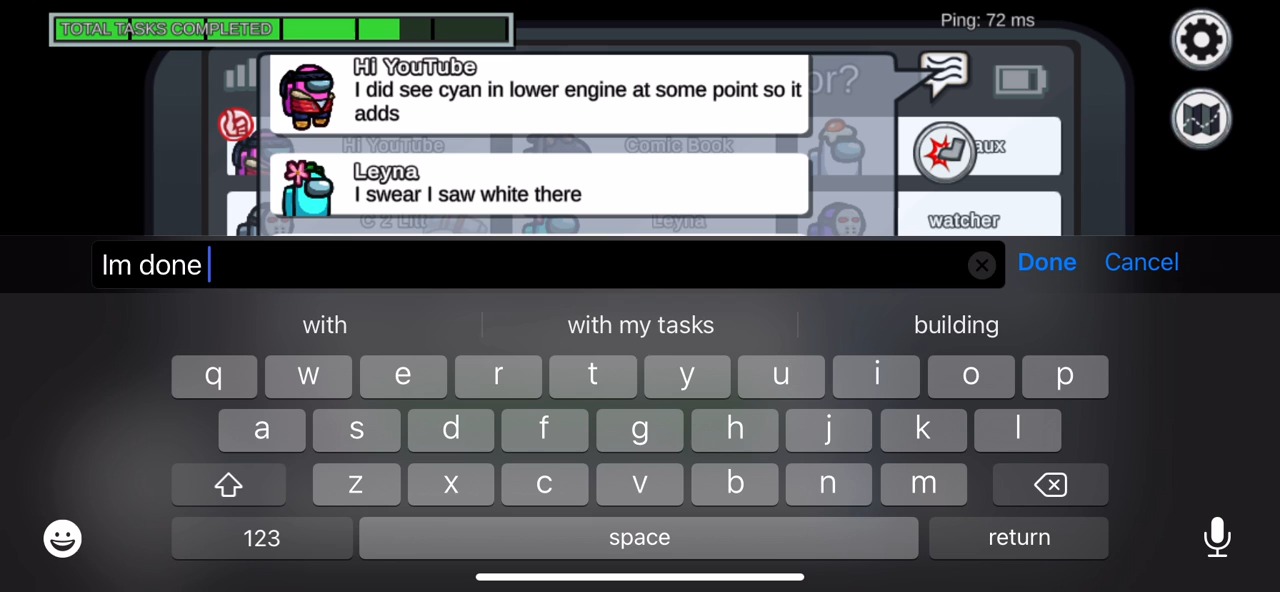 TOTAL TASKS COMPLETED
Ping: 72 ms
or?
Hi YouTube
I did see cyan in lower engine at some point so it
adds
Hi YouTube
Comic Book
aux
Leyna
I swear I saw white there
C 2 Litt
Leyna
watcher
Im done
Done
Cancel
with
with my tasks
building
q w e r t y u i o p
a s d f g h j k l
z x c v b n m
123
space
return